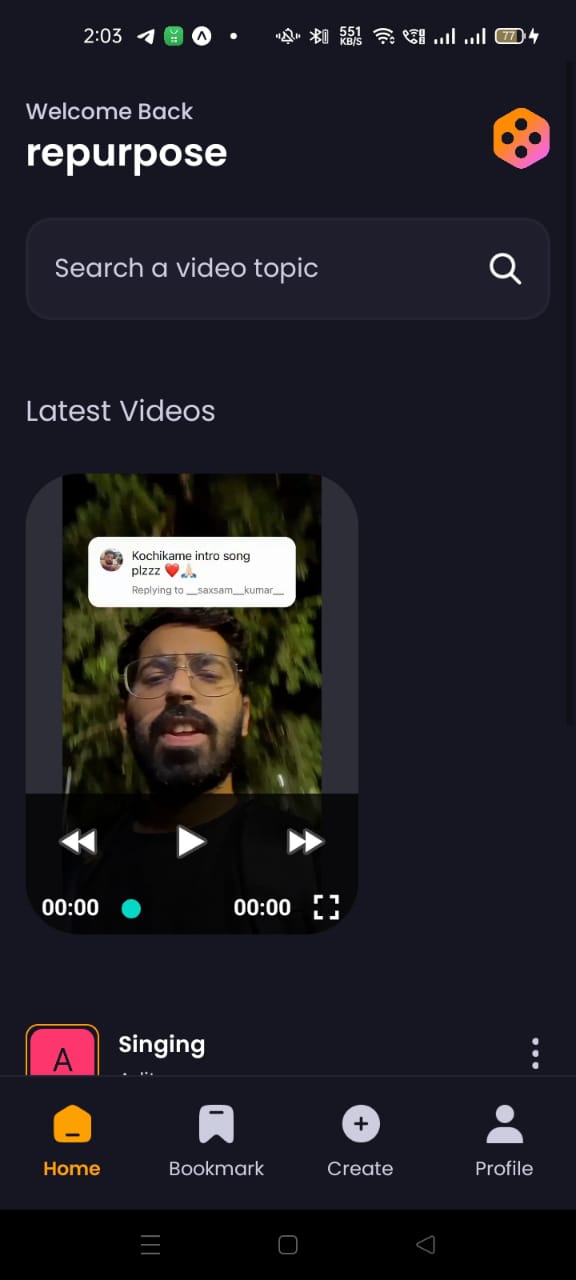 2:03
551
KB/S
77
Welcome Back
repurpose
Search a video topic
Latest Videos
Kochikame intro song
plzzz ❤️🙏🏻
Replying to __saxsam__kumar__
00:00
00:00
A
Singing
Home
Bookmark
Create
Profile